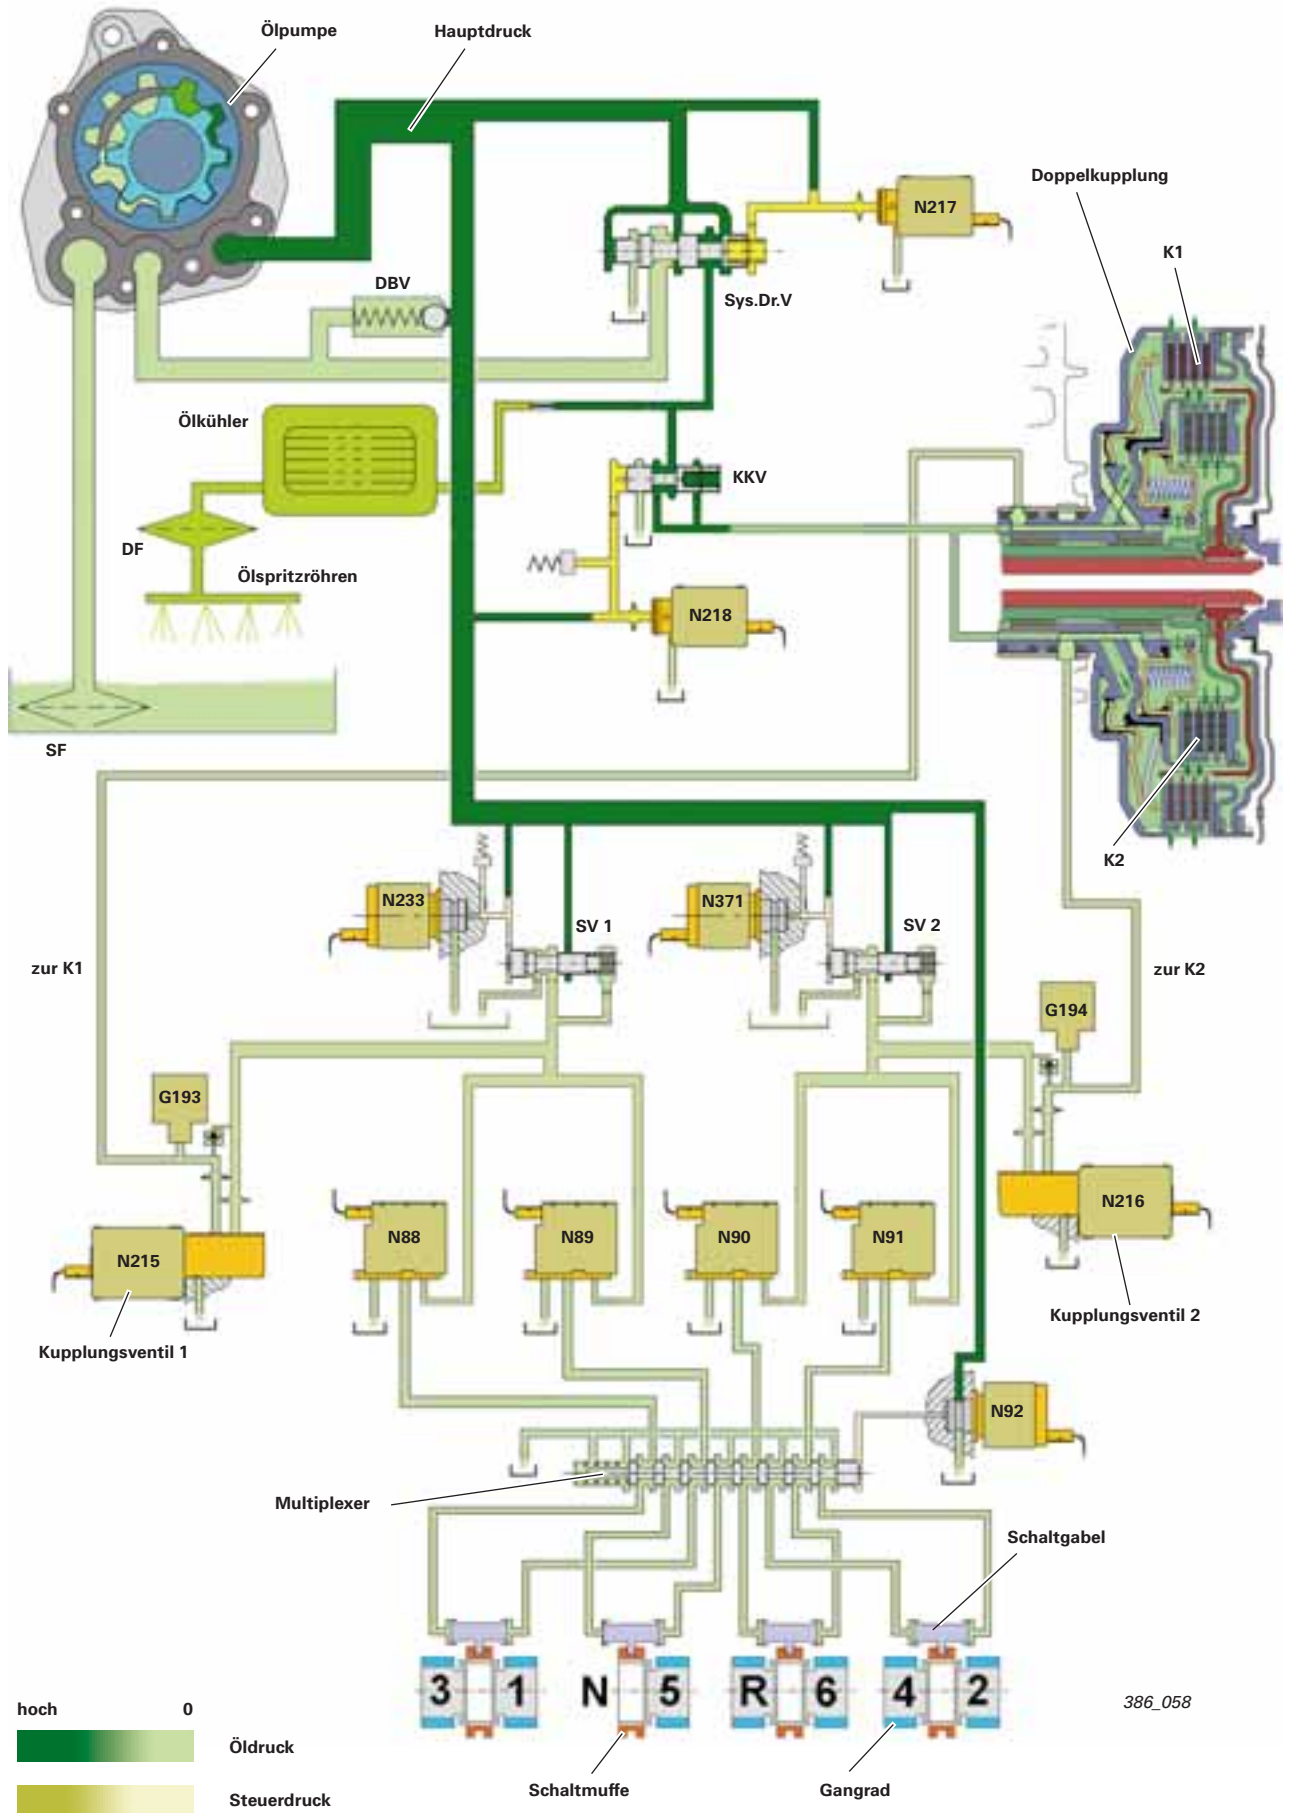 Ölpumpe
Hauptdruck
N217
Doppelkupplung
K1
DBV
Sys.Dr.V
Ölkühler
KKV
DF
Ölspritzröhren
N218
SF
K2
N233
N371
SV 1
SV 2
zur K1
zur K2
G194
G193
N88
N89
N90
N91
N216
N215
Kupplungsventil 2
Kupplungsventil 1
N92
Multiplexer
Schaltgabel
3 1 N 5 R 6 4 2
386_058
hoch 0
Öldruck
Schaltmuffe
Gangrad
Steuerdruck